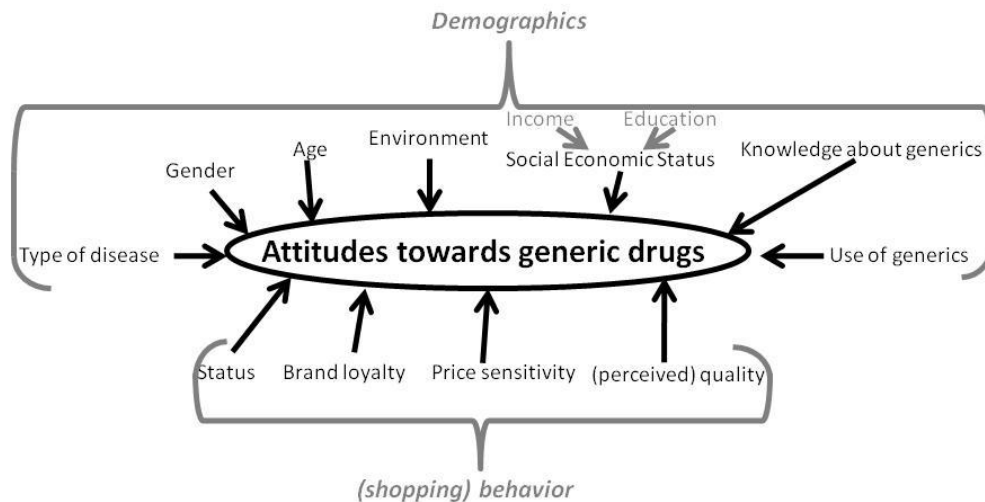 Demographics
Income
Education
Environment
Age
Social Economic Status
Knowledge about generics
Gender
Type of disease
Attitudes towards generic drugs
Use of generics
Status
Brand loyalty
Price sensitivity
(perceived) quality
(shopping) behavior